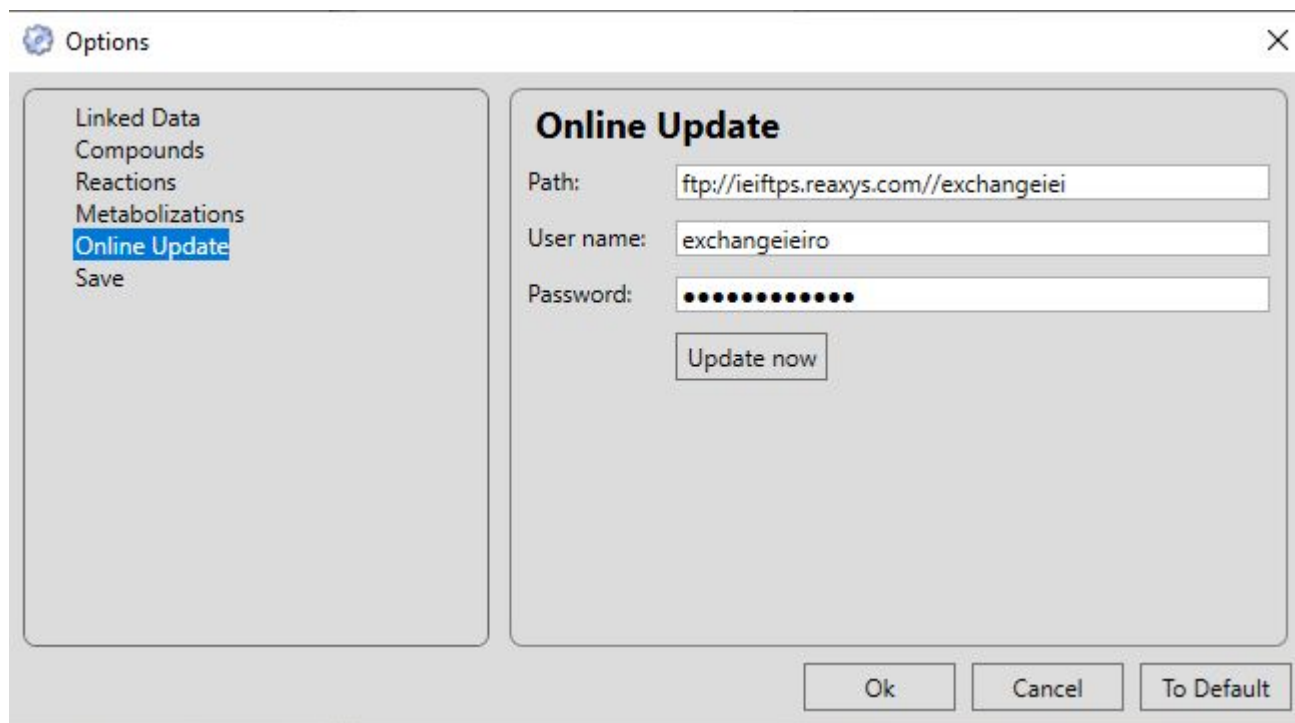 Options
Linked Data
Compounds
Reactions
Metabolizations
Online Update
Save
Online Update
Path: ftp://ieiftps.reaxys.com//exchangeiei
User name: exchangeieiro
Password: ●●●●●●●●●●●●
Update now
Ok Cancel To Default